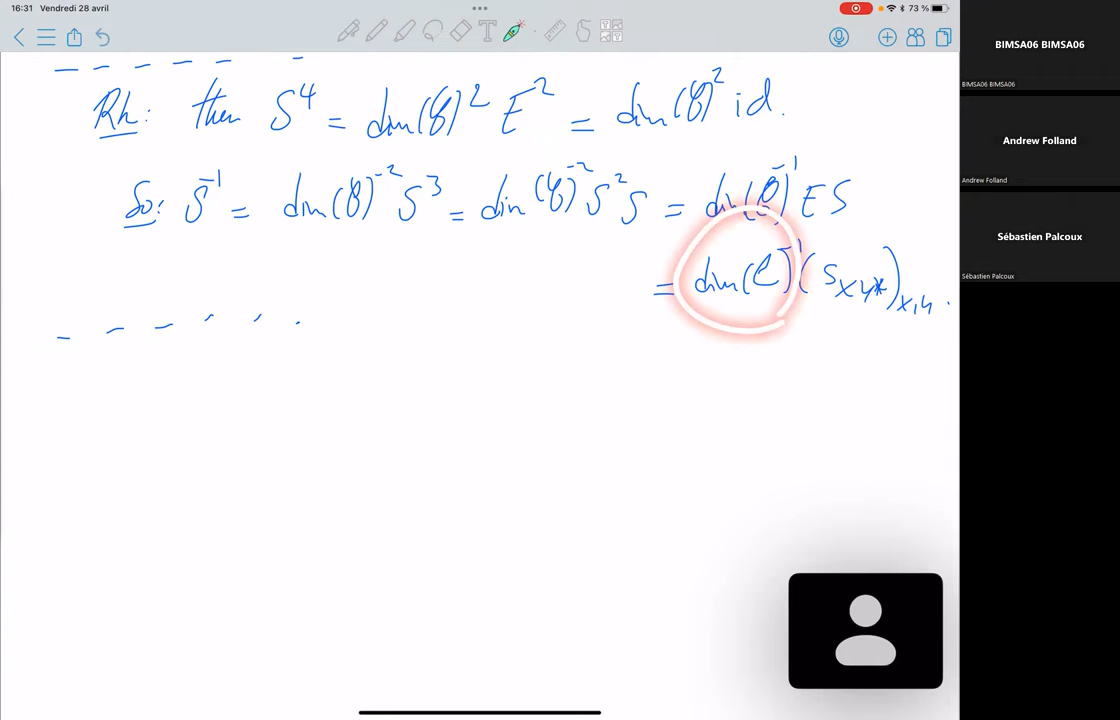 16:31 Vendredi 28 avril
73 %
Rk: then S⁴ = dim(𝒞)² E² = dim(𝒞)² id.
So: S⁻¹ = dim(𝒞)⁻² S³ = dim(𝒞)⁻² S² S = dim(𝒞)⁻¹ E S
= dim(𝒞)⁻¹ (s_{XY*})_{X,Y}.
BIMSA06 BIMSA06
BIMSA06 BIMSA06
Andrew Folland
Andrew Folland
Sébastien Palcoux
Sébastien Palcoux